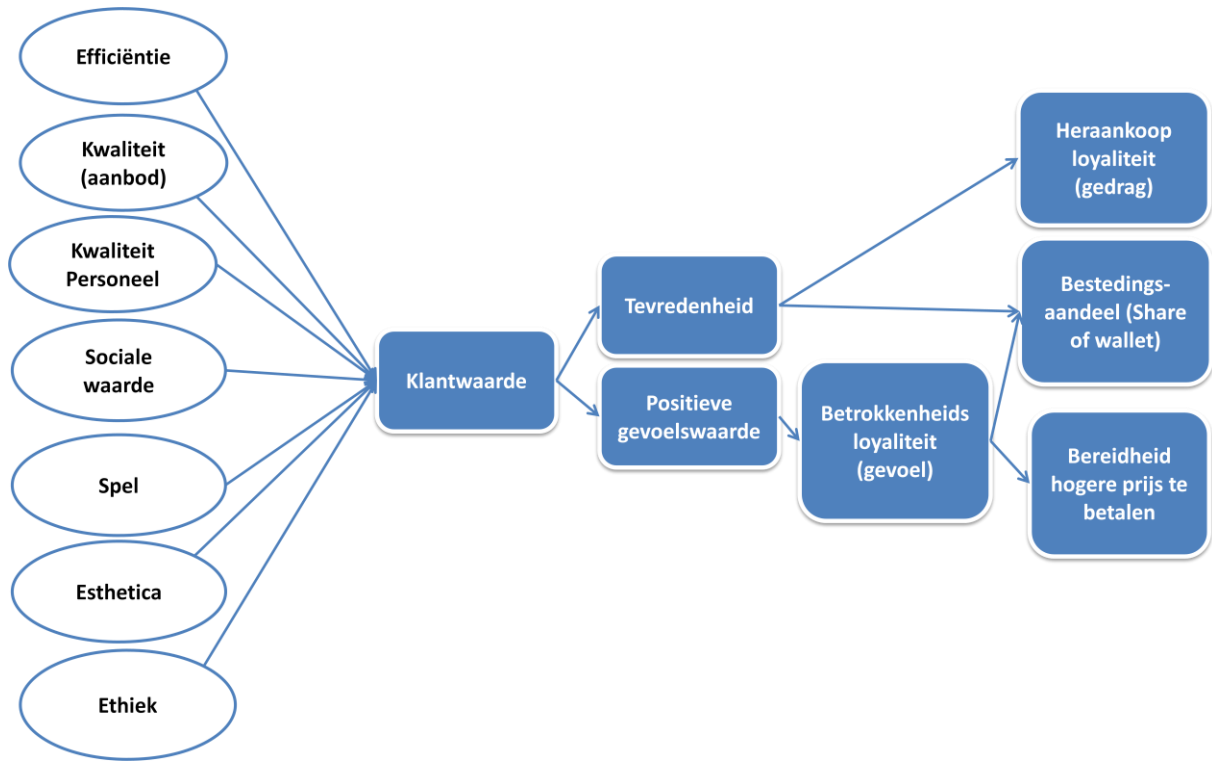 Efficiëntie
Kwaliteit
(aanbod)
Kwaliteit
Personeel
Sociale
waarde
Spel
Esthetica
Ethiek
Klantwaarde
Tevredenheid
Positieve
gevoelswaarde
Betrokkenheids
loyaliteit
(gevoel)
Heraankoop
loyaliteit
(gedrag)
Bestedings-
aandeel (Share
of wallet)
Bereidheid
hogere prijs te
betalen